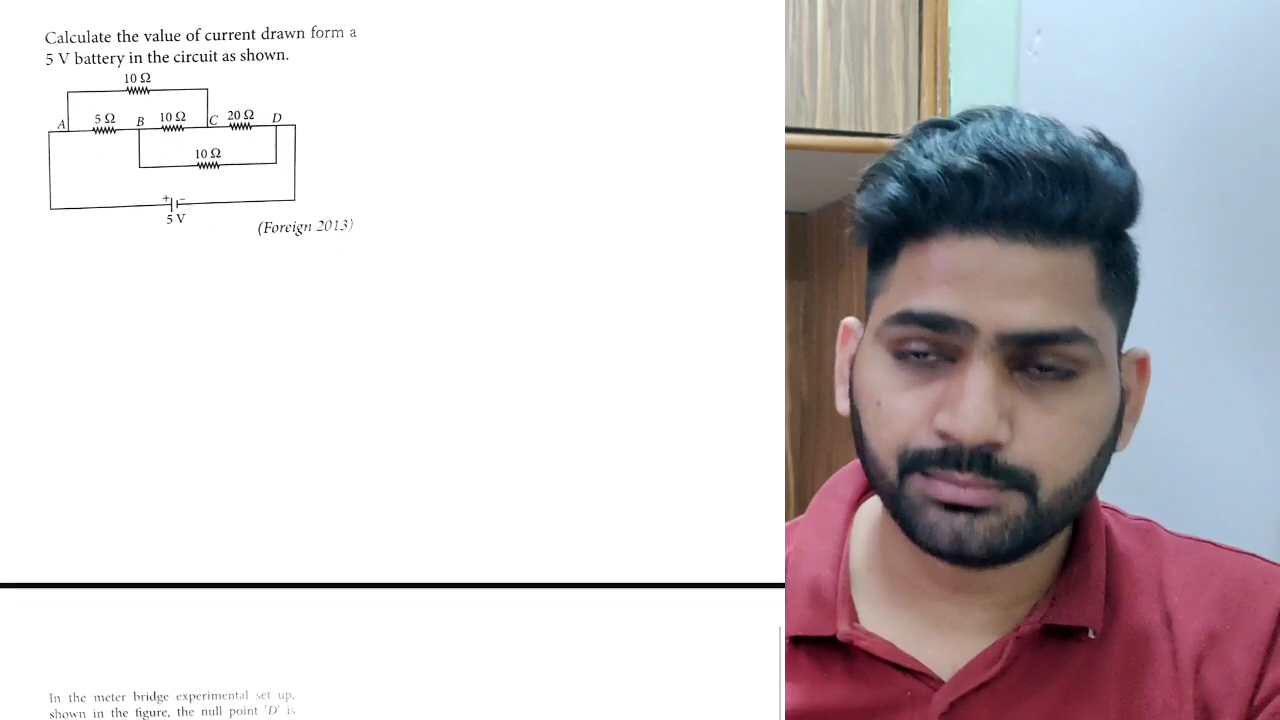 Calculate the value of current drawn form a
5 V battery in the circuit as shown.
10 Ω
A 5 Ω B 10 Ω C 20 Ω D
10 Ω
+ −
5 V
(Foreign 2013)
In the meter bridge experimental set up,
shown in the figure, the null point 'D' is